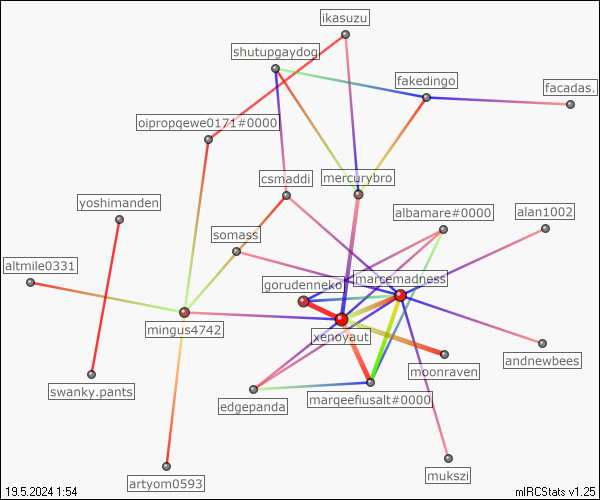 ikasuzu
shutupgaydog
fakedingo
facadas.
oipropqewe0171#0000
csmaddi
mercurybro
yoshimanden
albamare#0000
alan1002
somass
altmile0331
gorudenneko
marcemadness
mingus4742
xenoyaut
andnewbees
moonraven
swanky.pants
edgepanda
marqeefiusalt#0000
mukszi
artyom0593
19.5.2024 1:54
mIRCStats v1.25